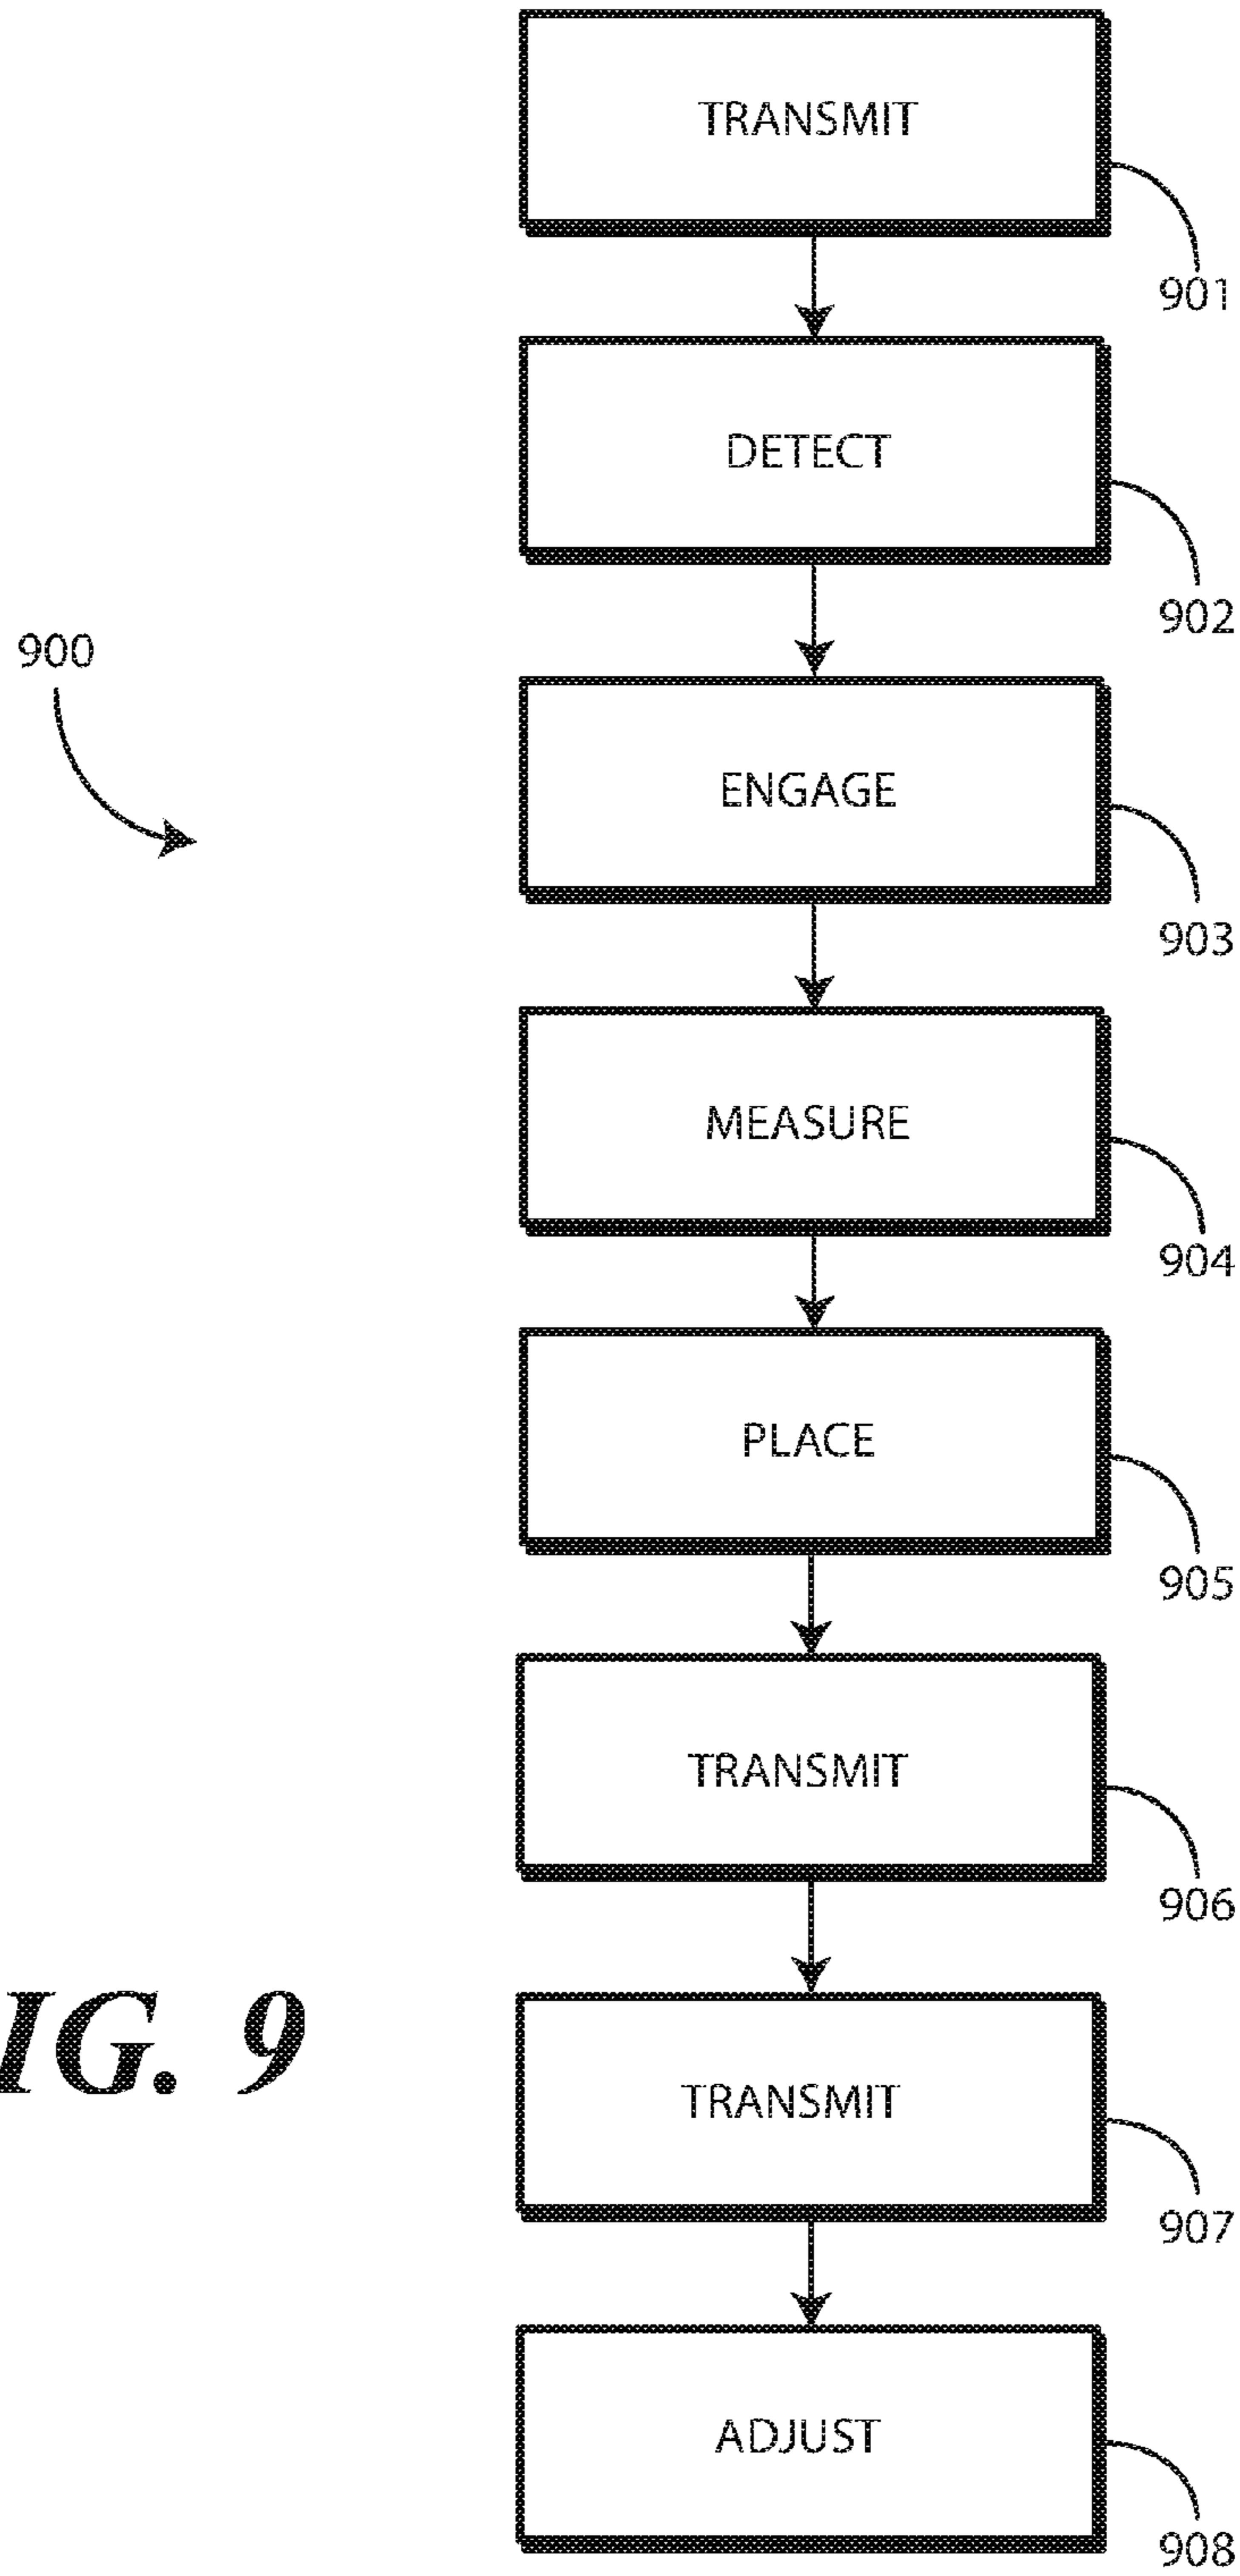 TRANSMIT
901
DETECT
902
900
ENGAGE
903
MEASURE
904
PLACE
905
TRANSMIT
906
IG. 9
TRANSMIT
907
ADJUST
908